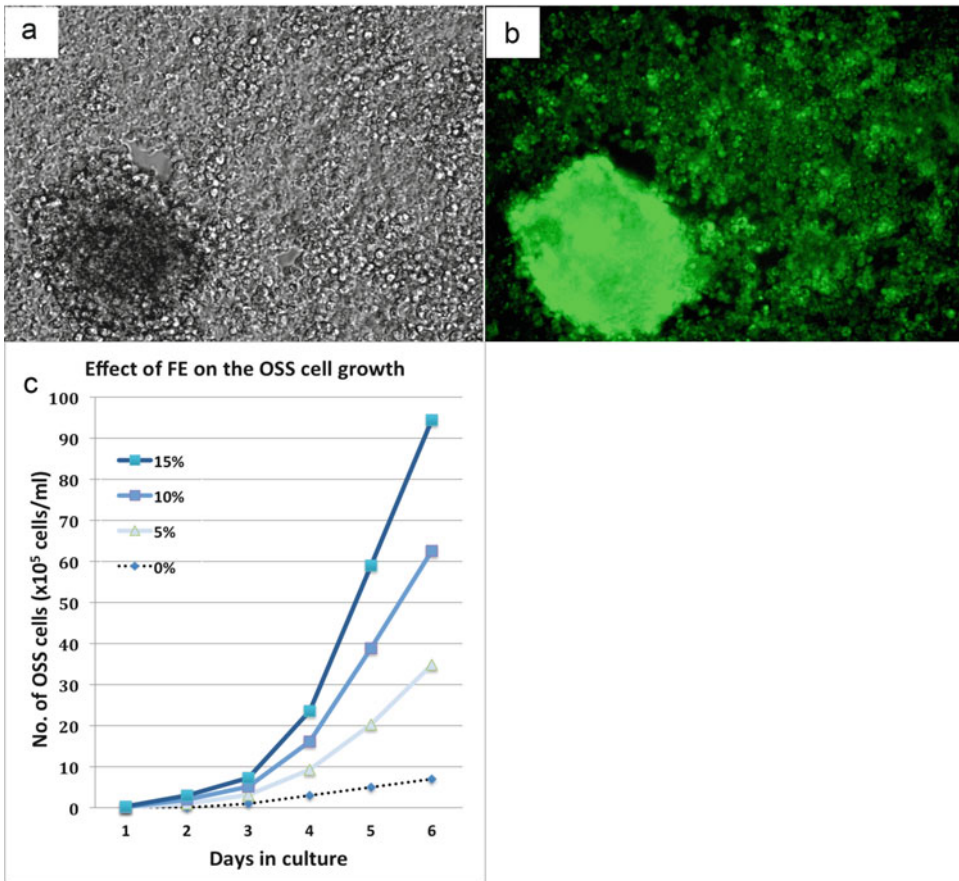 a
b
Effect of FE on the OSS cell growth
c
100
90
80
70
60
50
40
30
20
10
0
15%
10%
5%
0%
No. of OSS cells (x10⁵ cells/ml)
1 2 3 4 5 6
Days in culture